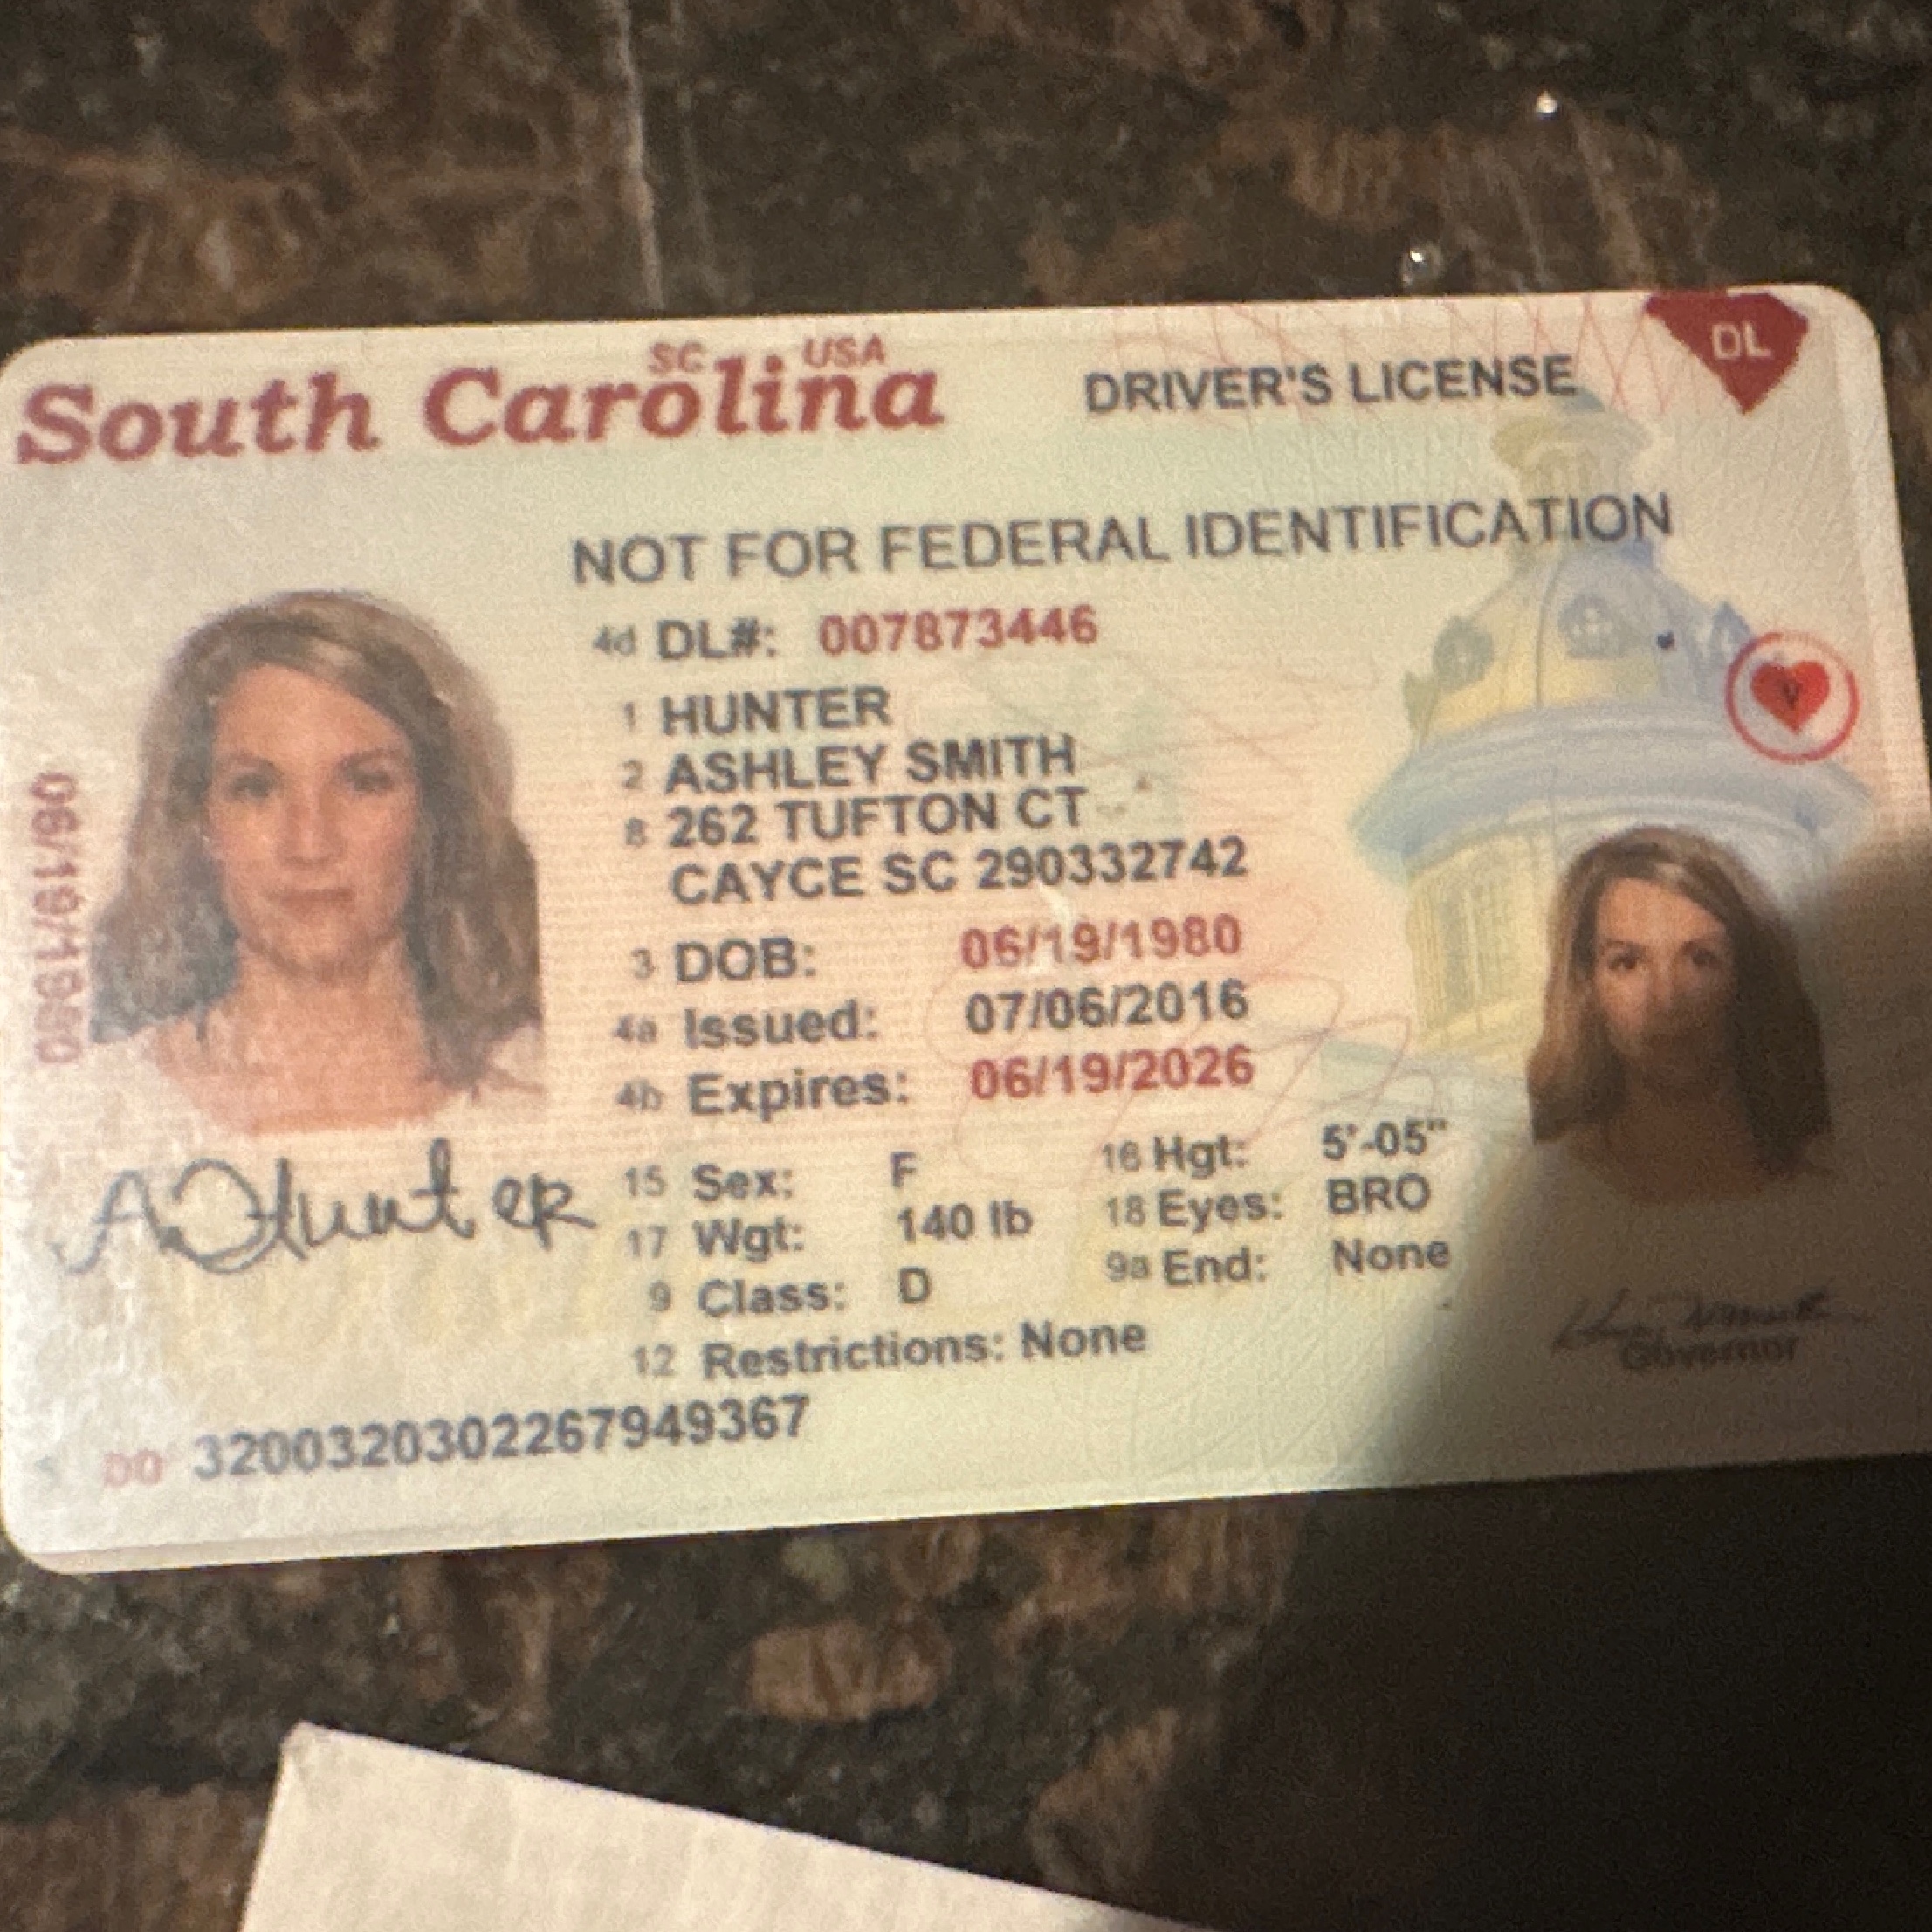 SC USA
South Carolina
DRIVER'S LICENSE
DL
NOT FOR FEDERAL IDENTIFICATION
4d DL#: 007873446
1 HUNTER
2 ASHLEY SMITH
8 262 TUFTON CT
CAYCE SC 290332742
3 DOB: 06/19/1980
4a Issued: 07/06/2016
4b Expires: 06/19/2026
15 Sex: F 16 Hgt: 5'-05"
17 Wgt: 140 lb 18 Eyes: BRO
9 Class: D 9a End: None
12 Restrictions: None
DD 3200320302267949367
06/19/1980
A Hunter
Y
Governor